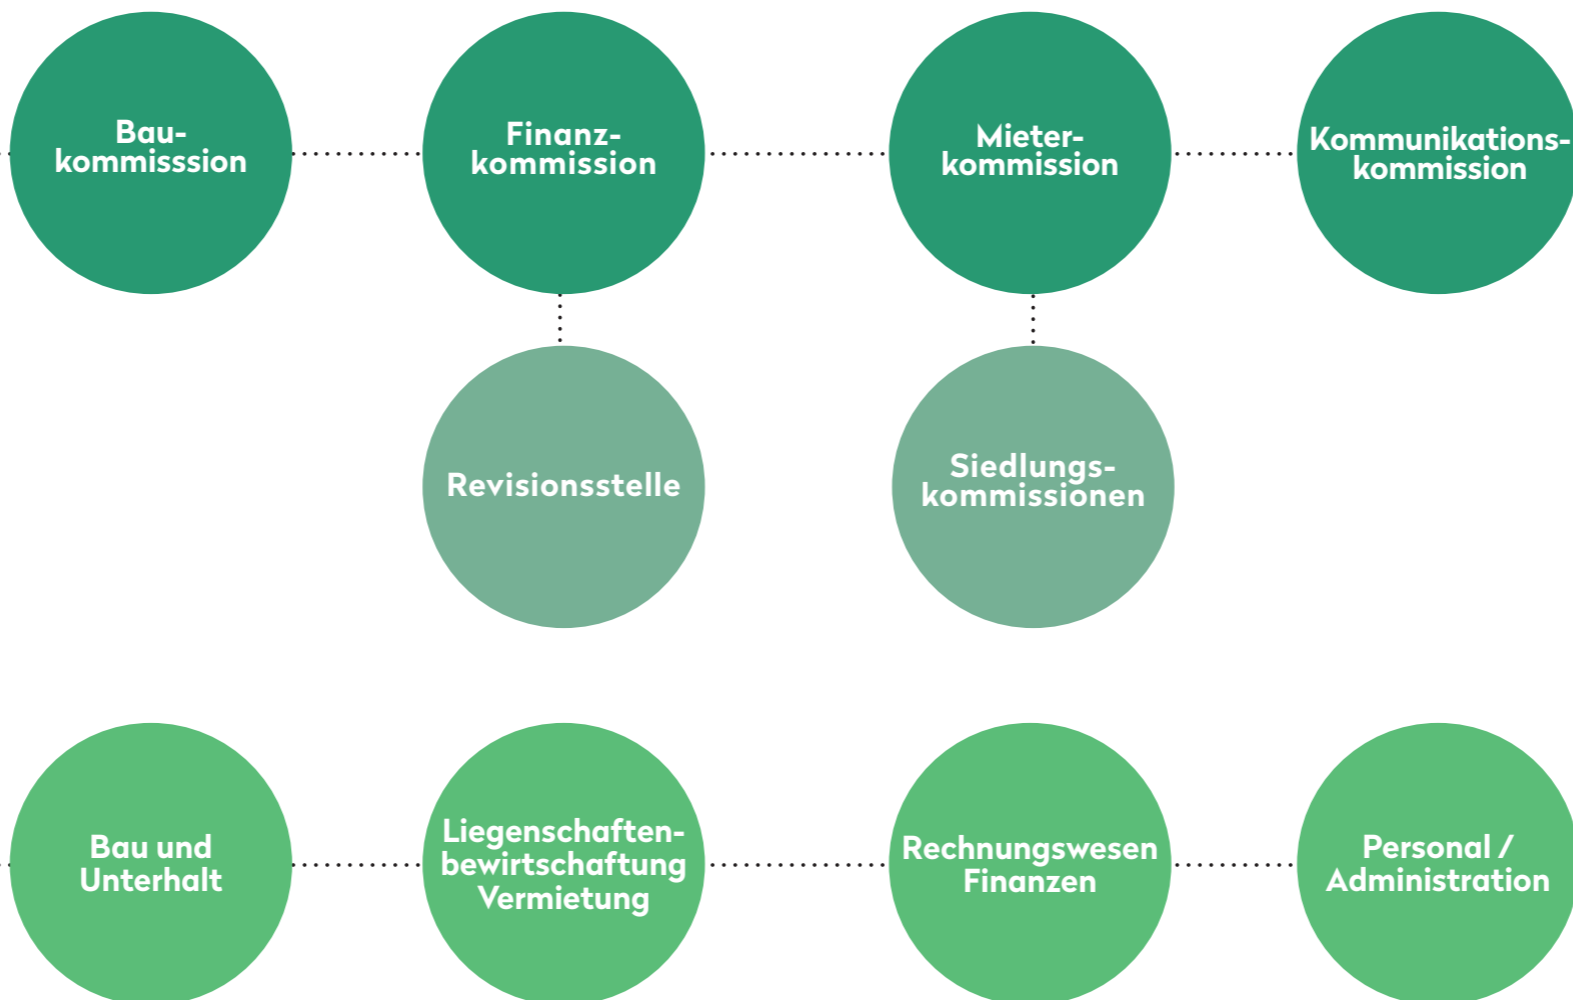 Bau-
kommisssion
Finanz-
kommission
Mieter-
kommission
Kommunikations-
kommission
Revisionsstelle
Siedlungs-
kommissionen
Bau und
Unterhalt
Liegenschaften-
bewirtschaftung
Vermietung
Rechnungswesen
Finanzen
Personal /
Administration